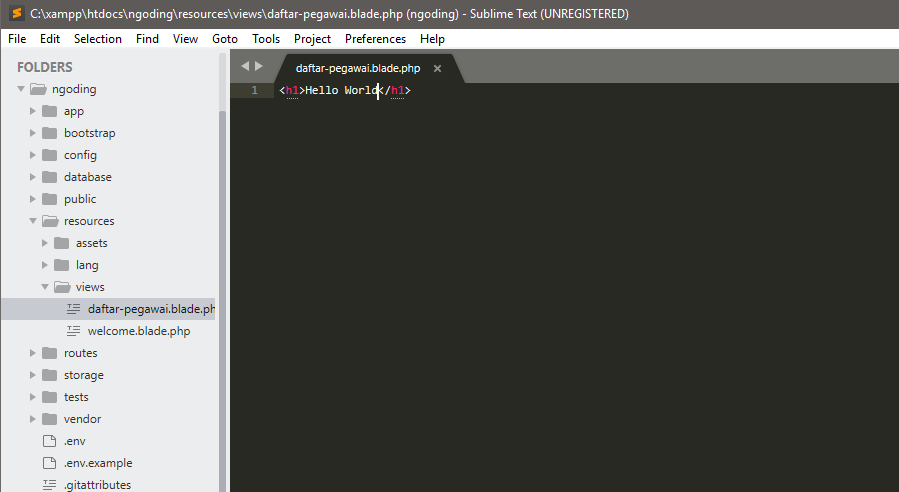 C:\xampp\htdocs\ngoding\resources\views\daftar-pegawai.blade.php (ngoding) - Sublime Text (UNREGISTERED)
File Edit Selection Find View Goto Tools Project Preferences Help
FOLDERS
ngoding
app
bootstrap
config
database
public
resources
assets
lang
views
daftar-pegawai.blade.ph
welcome.blade.php
routes
storage
tests
vendor
.env
.env.example
.gitattributes
daftar-pegawai.blade.php ×
1 <h1>Hello World</h1>